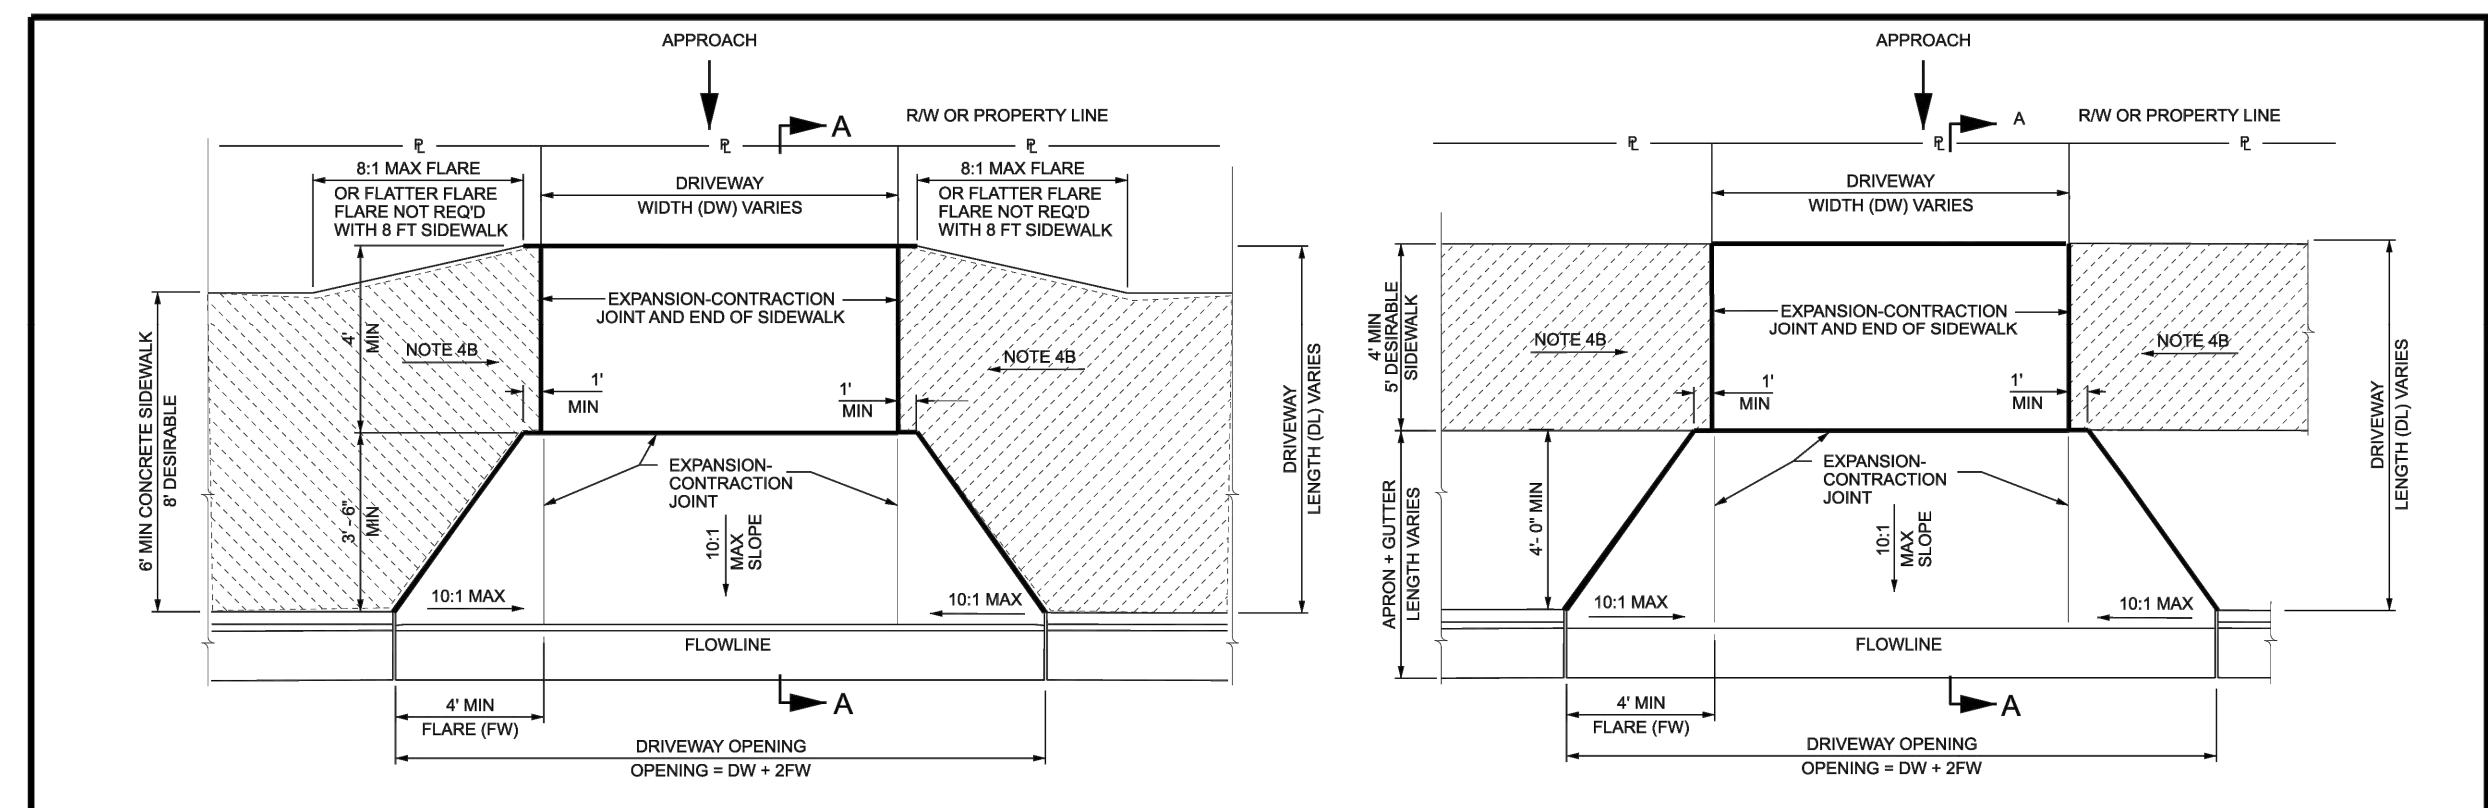 APPROACH
A
R/W OR PROPERTY LINE
PL
PL
PL
8:1 MAX FLARE
OR FLATTER FLARE
FLARE NOT REQ'D
WITH 8 FT SIDEWALK
DRIVEWAY
WIDTH (DW) VARIES
8:1 MAX FLARE
OR FLATTER FLARE
FLARE NOT REQ'D
WITH 8 FT SIDEWALK
EXPANSION-CONTRACTION
JOINT AND END OF SIDEWALK
4'
MIN
NOTE 4B
NOTE 4B
1'
MIN
1'
MIN
6' MIN CONCRETE SIDEWALK
8' DESIRABLE
DRIVEWAY
LENGTH (DL) VARIES
EXPANSION-
CONTRACTION
JOINT
3'-6"
MIN
10:1
MAX
SLOPE
10:1 MAX
10:1 MAX
FLOWLINE
A
4' MIN
FLARE (FW)
DRIVEWAY OPENING
OPENING = DW + 2FW
APPROACH
A
R/W OR PROPERTY LINE
PL
PL
PL
DRIVEWAY
WIDTH (DW) VARIES
4' MIN
5' DESIRABLE
SIDEWALK
EXPANSION-CONTRACTION
JOINT AND END OF SIDEWALK
NOTE 4B
NOTE 4B
1'
MIN
1'
MIN
DRIVEWAY
LENGTH (DL) VARIES
EXPANSION-
CONTRACTION
JOINT
APRON + GUTTER
LENGTH VARIES
4'- 0" MIN
10:1
MAX
SLOPE
10:1 MAX
10:1 MAX
FLOWLINE
A
4' MIN
FLARE (FW)
DRIVEWAY OPENING
OPENING = DW + 2FW